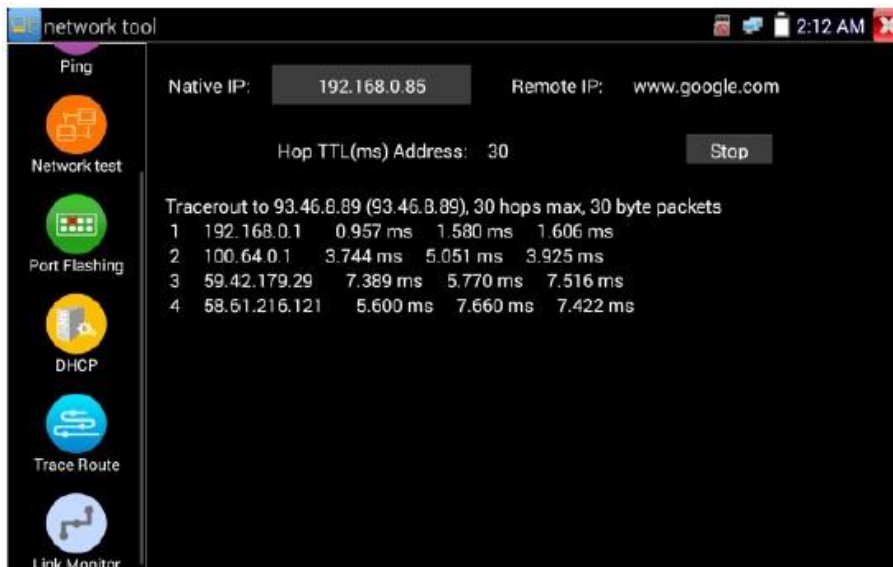 network tool
2:12 AM
Ping
Network test
Port Flashing
DHCP
Trace Route
Link Monitor
Native IP: 192.168.0.85 Remote IP: www.google.com
Hop TTL(ms) Address: 30 Stop
Tracerout to 93.46.8.89 (93.46.8.89), 30 hops max, 30 byte packets
1 192.168.0.1 0.957 ms 1.580 ms 1.606 ms
2 100.64.0.1 3.744 ms 5.051 ms 3.925 ms
3 59.42.179.29 7.389 ms 5.770 ms 7.516 ms
4 58.61.216.121 5.600 ms 7.660 ms 7.422 ms